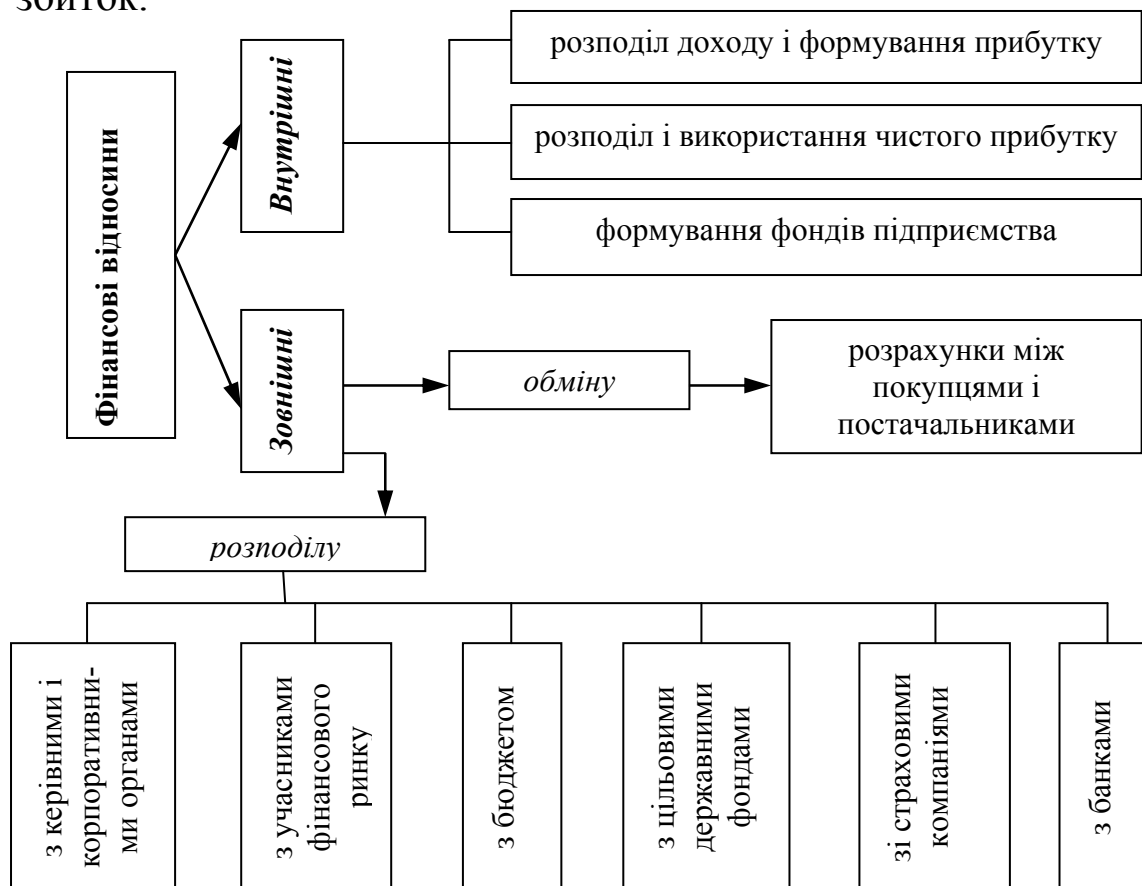 збиток.
Фінансові відносини
Внутрішні
розподіл доходу і формування прибутку
розподіл і використання чистого прибутку
формування фондів підприємства
Зовнішні
обміну
розрахунки між
покупцями і
постачальниками
розподілу
з керівними і
корпоративни-
ми органами
з учасниками
фінансового
ринку
з бюджетом
з цільовими
державними
фондами
зі страховими
компаніями
з банками